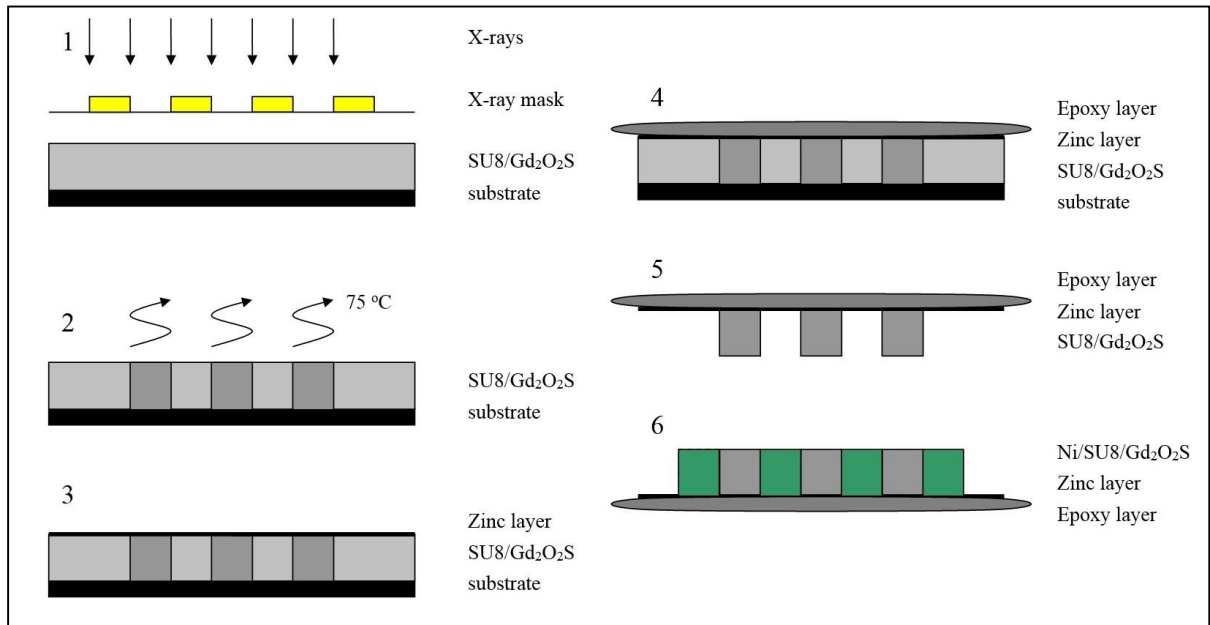 1
X-rays
X-ray mask
SU8/Gd₂O₂S
substrate
2
75 °C
SU8/Gd₂O₂S
substrate
3
Zinc layer
SU8/Gd₂O₂S
substrate
4
Epoxy layer
Zinc layer
SU8/Gd₂O₂S
substrate
5
Epoxy layer
Zinc layer
SU8/Gd₂O₂S
6
Ni/SU8/Gd₂O₂S
Zinc layer
Epoxy layer